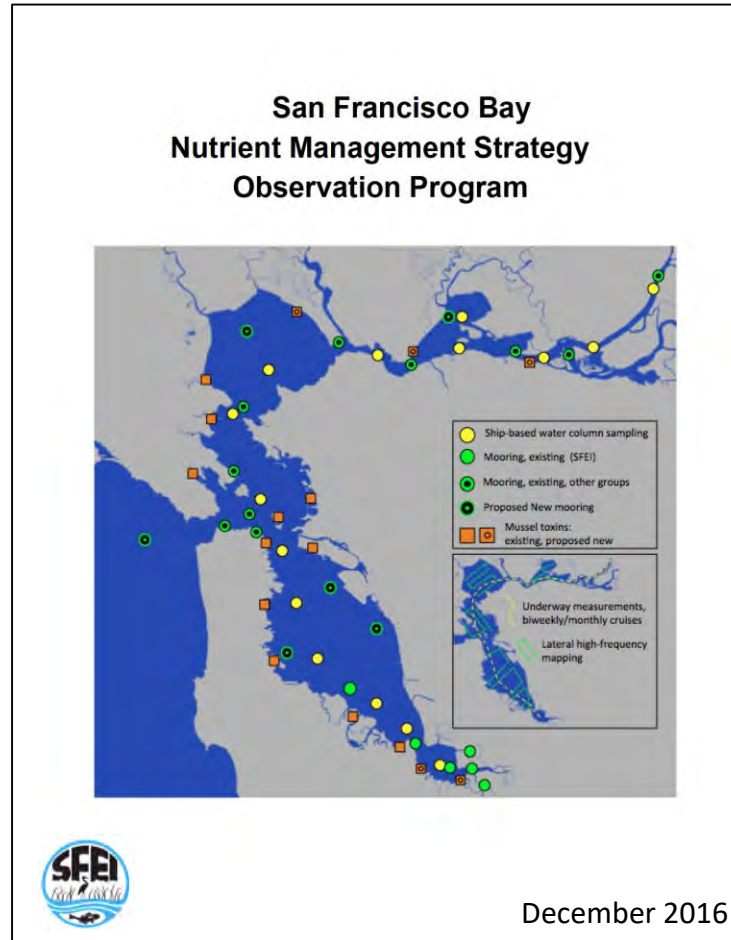 San Francisco Bay
Nutrient Management Strategy
Observation Program
Ship-based water column sampling
Mooring, existing (SFEI)
Mooring, existing, other groups
Proposed New mooring
Mussel toxins:
existing, proposed new
Underway measurements,
biweekly/monthly cruises
Lateral high-frequency
mapping
SFEI
December 2016